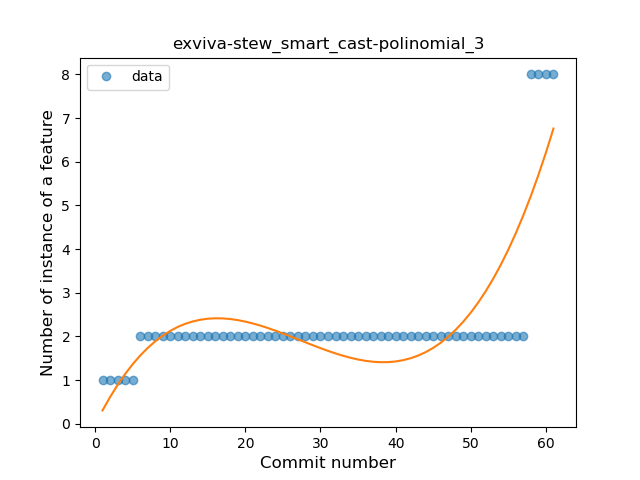 exviva-stew_smart_cast-polinomial_3
data
Number of instance of a feature
8
7
6
5
4
3
2
1
0
0 10 20 30 40 50 60
Commit number